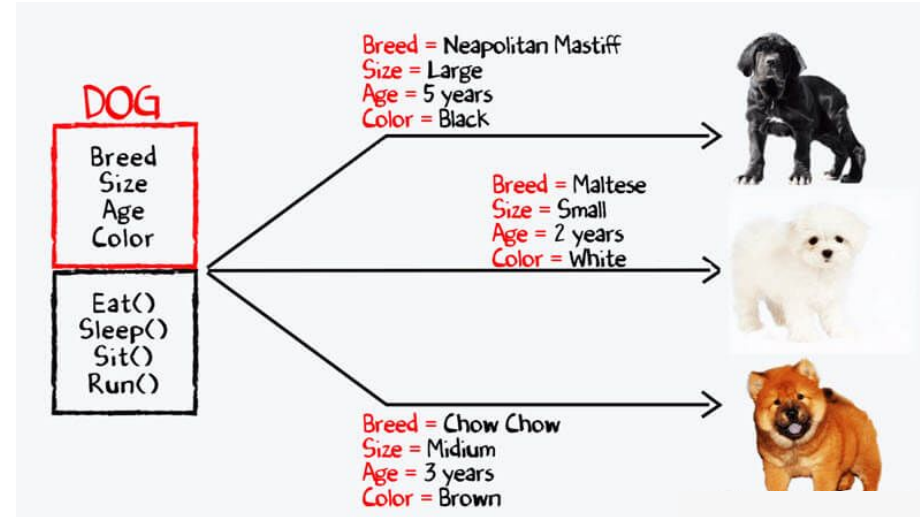 DOG
Breed
Size
Age
Color
Eat()
Sleep()
Sit()
Run()
Breed = Neapolitan Mastiff
Size = Large
Age = 5 years
Color = Black
Breed = Maltese
Size = Small
Age = 2 years
Color = White
Breed = Chow Chow
Size = Midium
Age = 3 years
Color = Brown